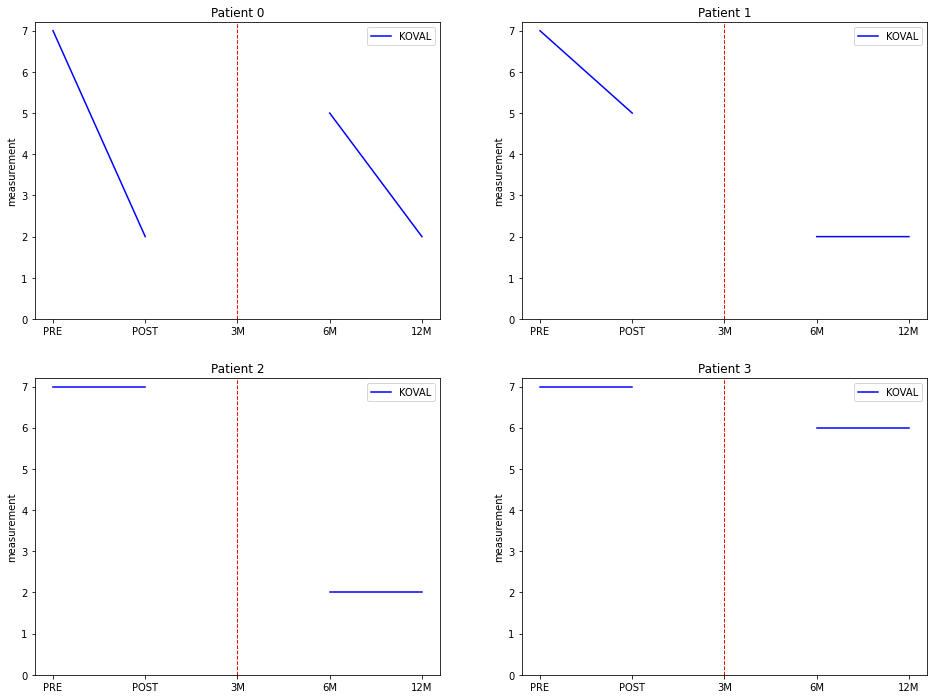 Patient 0
KOVAL
measurement
7
6
5
4
3
2
1
0
PRE POST 3M 6M 12M
Patient 1
KOVAL
measurement
7
6
5
4
3
2
1
0
PRE POST 3M 6M 12M
Patient 2
KOVAL
measurement
7
6
5
4
3
2
1
0
PRE POST 3M 6M 12M
Patient 3
KOVAL
measurement
7
6
5
4
3
2
1
0
PRE POST 3M 6M 12M